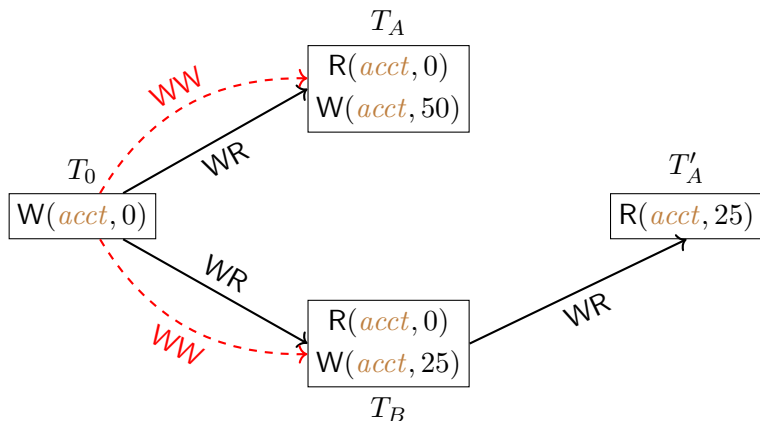 T_A
R(acct, 0)
W(acct, 50)
WW
WR
T_0
W(acct, 0)
T'_A
R(acct, 25)
WR
WW
R(acct, 0)
W(acct, 25)
WR
T_B